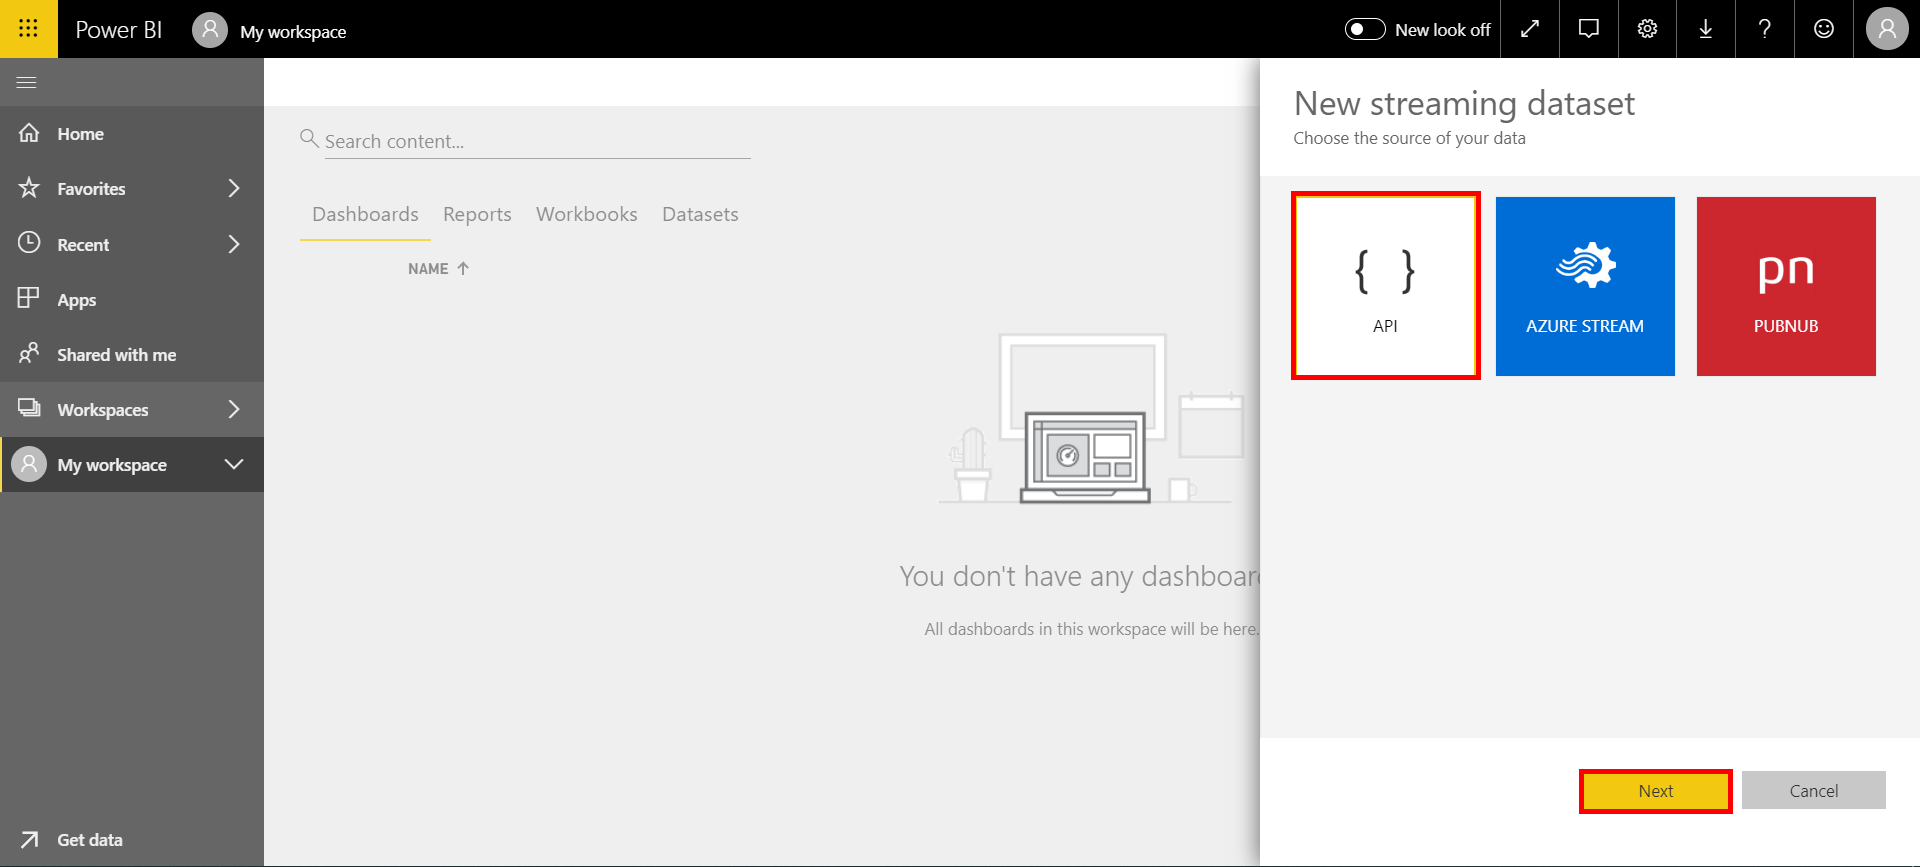 Power BI
My workspace
New look off
Home
Favorites
Recent
Apps
Shared with me
Workspaces
My workspace
Get data
Search content...
Dashboards Reports Workbooks Datasets
NAME
You don't have any
All dashboards in this workspace will be here.
New streaming dataset
Choose the source of your data
{ }
API
AZURE STREAM
pn
PUBNUB
Next
Cancel